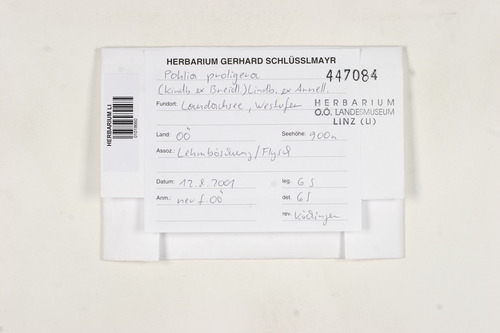 HERBARIUM GERHARD SCHLÜSSLMAYR
Pohlia proligera
447084
(Kindb. ex Breidl.) Lindb. ex Arnell.
Fundort: Laudachsee, Westufer
HERBARIUM
O.Ö. LANDESMUSEUM
LINZ (LI)
Land: OÖ
Seehöhe: 900m
Assoz.: Lehmböschung/Flysch
Datum: 12.8.2001
leg. GS
Anm.: neu f. OÖ
det. GS
rev. Köckinger
HERBARIUM LI